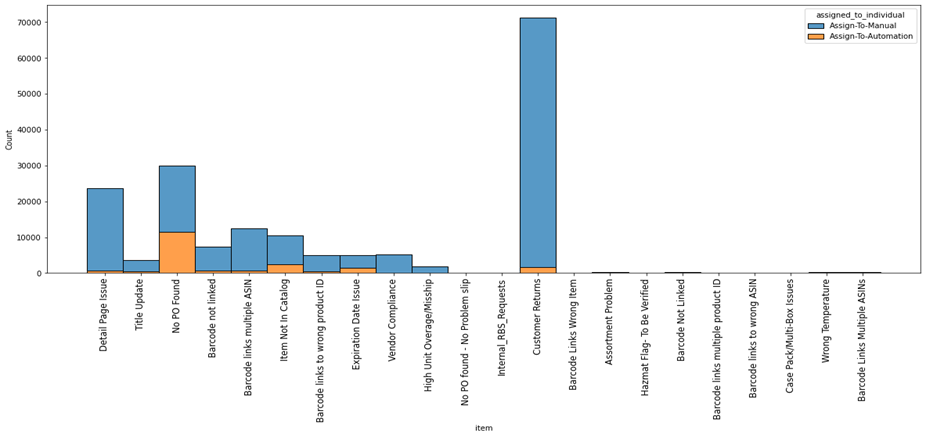 assigned_to_individual
Assign-To-Manual
Assign-To-Automation
Count
70000
60000
50000
40000
30000
20000
10000
0
Detail Page Issue
Title Update
No PO Found
Barcode not linked
Barcode links multiple ASIN
Item Not In Catalog
Barcode links to wrong product ID
Expiration Date Issue
Vendor Compliance
High Unit Overage/Misship
No PO found - No Problem slip
Internal_RBS_Requests
Customer Returns
Barcode Links Wrong Item
Assortment Problem
Hazmat Flag- To Be Verified
Barcode Not Linked
Barcode links multiple product ID
Barcode links to wrong ASIN
Case Pack/Multi-Box Issues
Wrong Temperature
Barcode Links Multiple ASINs
item